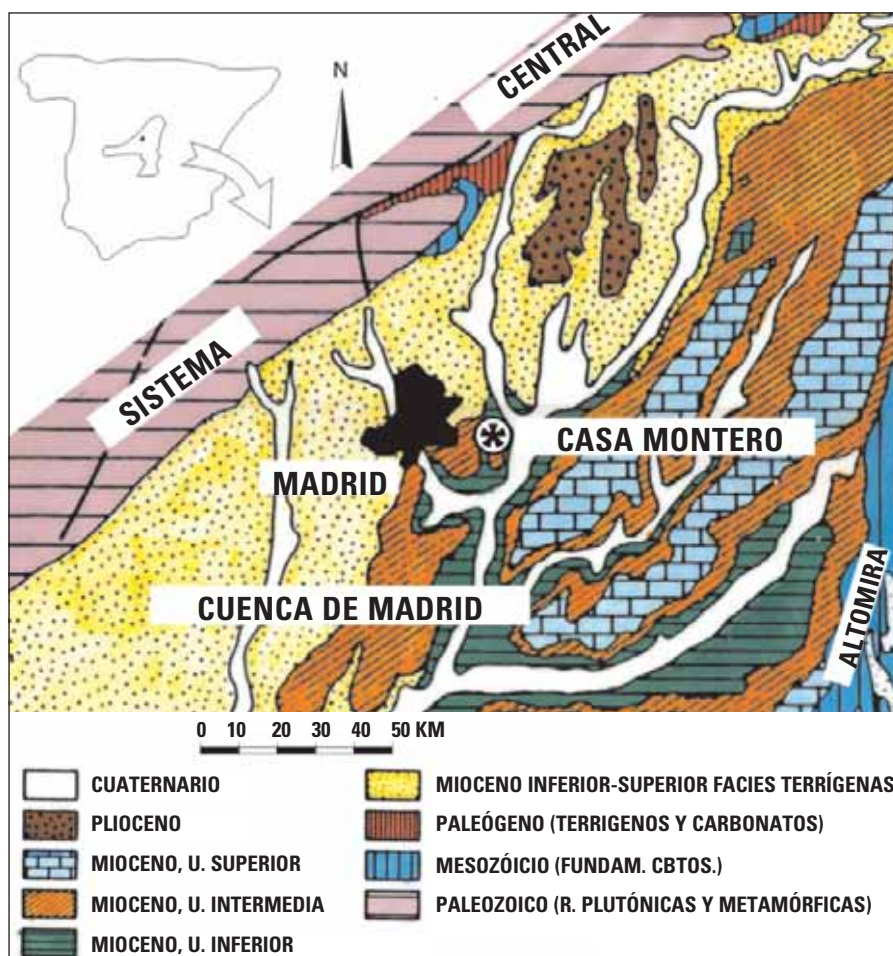 N
CENTRAL
SISTEMA
CASA MONTERO
MADRID
CUENCA DE MADRID
ALTOMIRA
0 10 20 30 40 50 KM
CUATERNARIO
PLIOCENO
MIOCENO, U. SUPERIOR
MIOCENO, U. INTERMEDIA
MIOCENO, U. INFERIOR
MIOCENO INFERIOR-SUPERIOR FACIES TERRÍGENAS
PALEÓGENO (TERRIGENOS Y CARBONATOS)
MESOZÓICIO (FUNDAM. CBTOS.)
PALEOZOICO (R. PLUTÓNICAS Y METAMÓRFICAS)